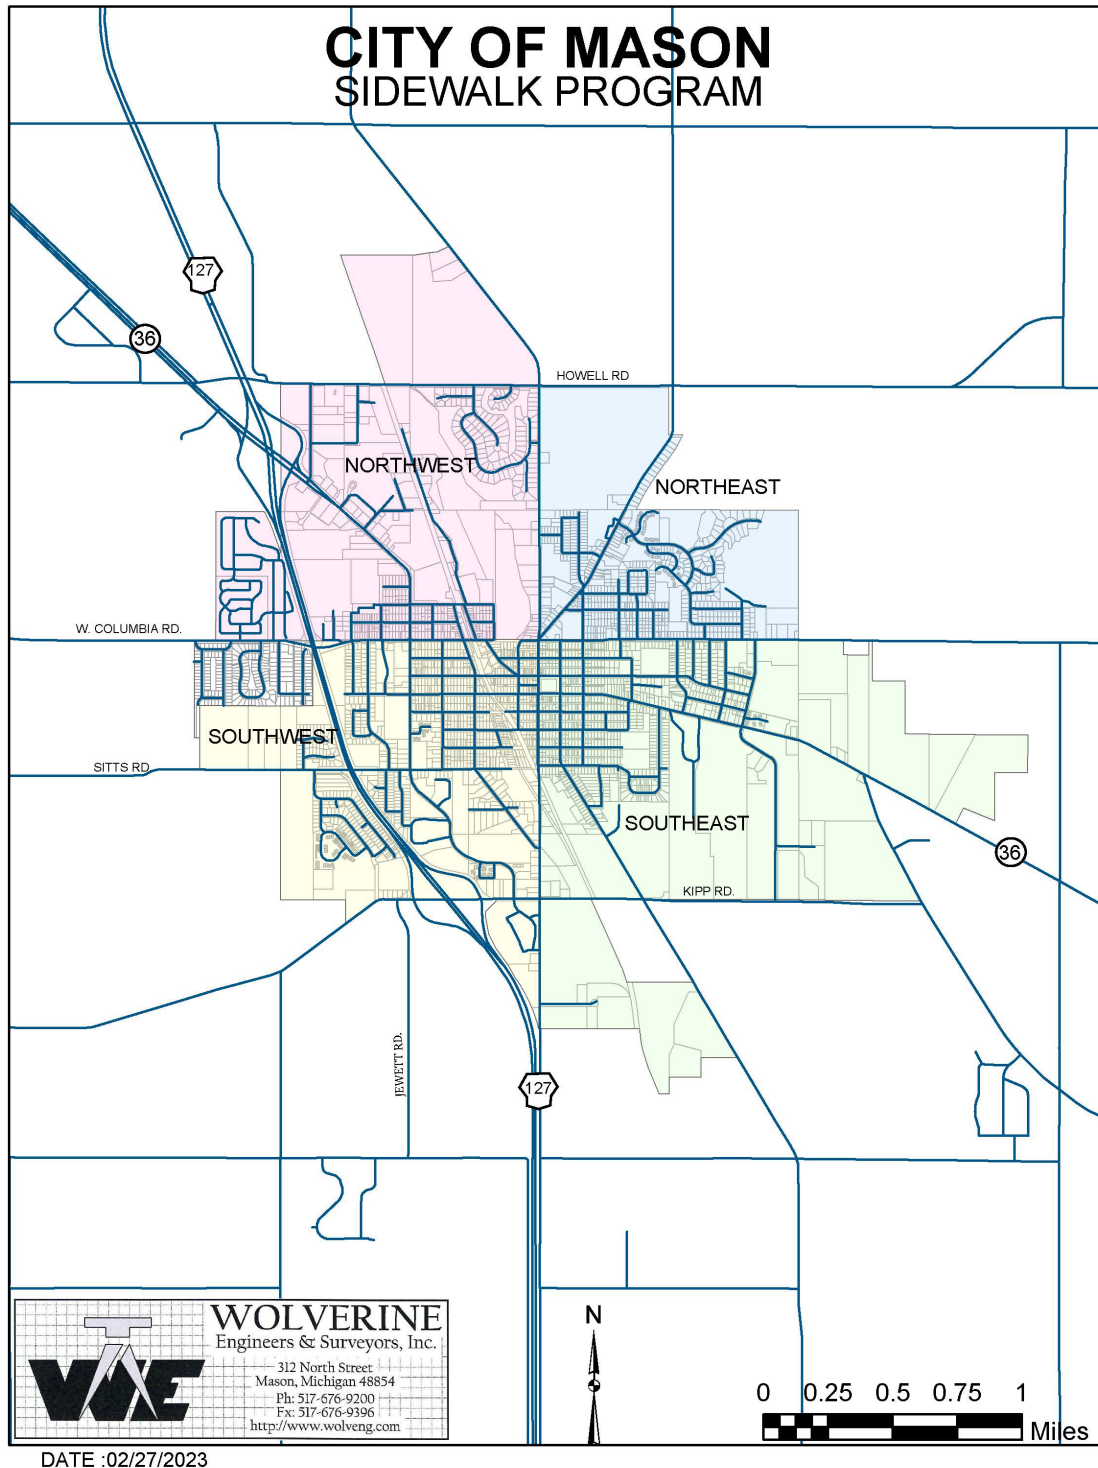 CITY OF MASON
SIDEWALK PROGRAM
127
36
HOWELL RD
NORTHWEST
NORTHEAST
W. COLUMBIA RD.
SOUTHWEST
SITTS RD
SOUTHEAST
36
KIPP RD.
JEWETT RD.
127
WOLVERINE
Engineers & Surveyors, Inc.
312 North Street
Mason, Michigan 48854
Ph: 517-676-9200
Fx: 517-676-9396
http://www.wolveng.com
WE
N
0 0.25 0.5 0.75 1
Miles
DATE :02/27/2023